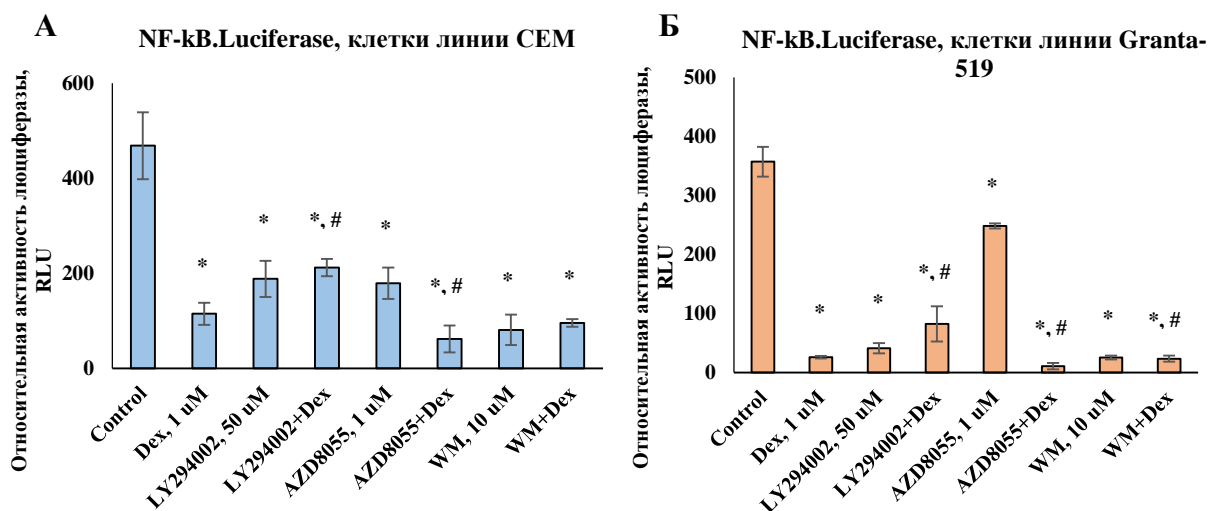 А
NF-kB.Luciferase, клетки линии CEM
Относительная активность люциферазы,
RLU
600
400
200
0
*
*
*, #
*
*, #
*
*
Control
Dex, 1 uM
LY294002, 50 uM
LY294002+Dex
AZD8055, 1 uM
AZD8055+Dex
WM, 10 uM
WM+Dex
Б
NF-kB.Luciferase, клетки линии Granta-
519
Относительная активность люциферазы,
RLU
500
400
300
200
100
0
*
*
*, #
*
*, #
*
*, #
Control
Dex, 1 uM
LY294002, 50 uM
LY294002+Dex
AZD8055, 1 uM
AZD8055+Dex
WM, 10 uM
WM+Dex